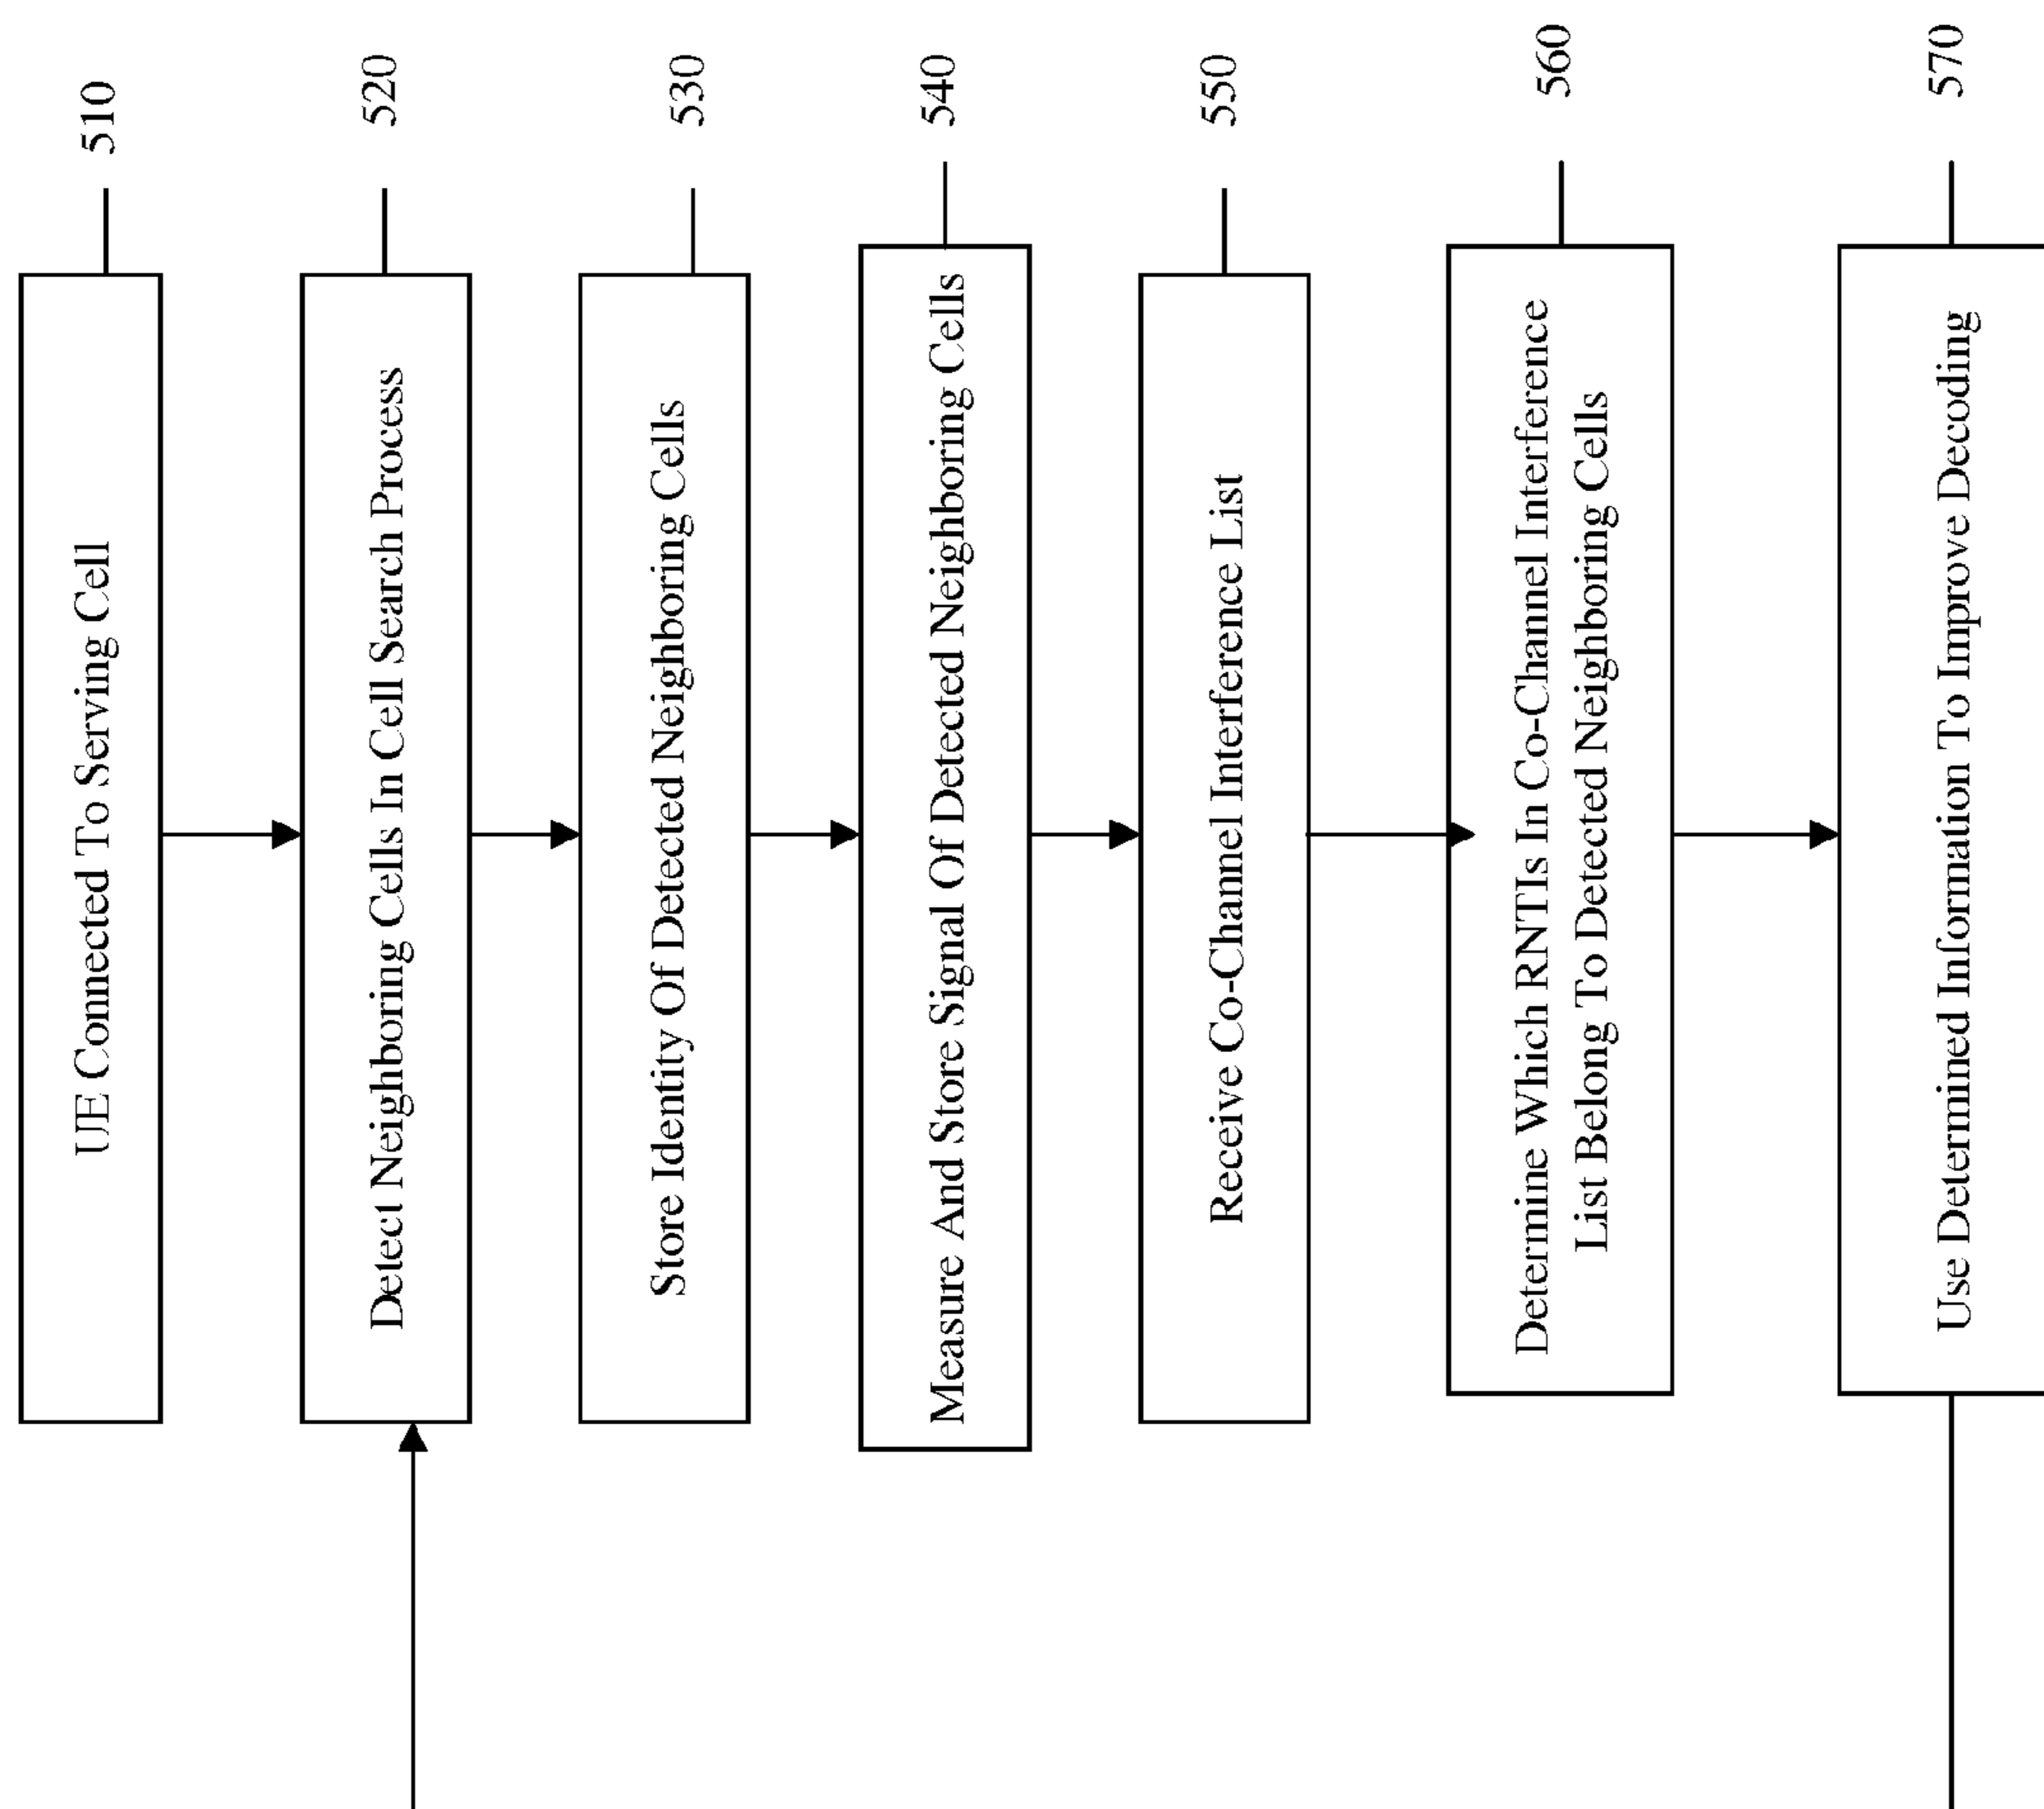 UE Connected To Serving Cell
510
Detect Neighboring Cells In Cell Search Process
520
Store Identity Of Detected Neighboring Cells
530
Measure And Store Signal Of Detected Neighboring Cells
540
Receive Co-Channel Interference List
550
Determine Which RNTIs In Co-Channel Interference
List Belong To Detected Neighboring Cells
560
Use Determined Information To Improve Decoding
570